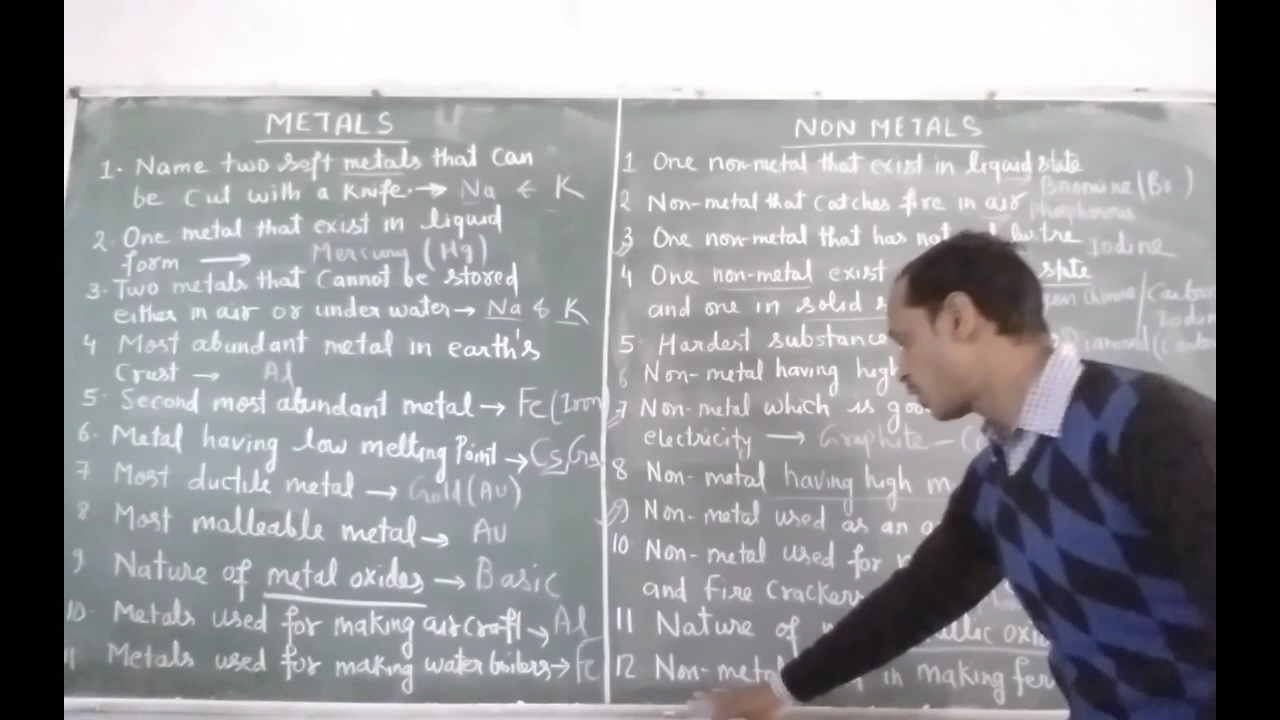 METALS
1. Name two soft metals that can
be cut with a knife. → Na & K
2. One metal that exist in liquid
form → Mercury (Hg)
3. Two metals that cannot be stored
either in air or under water → Na & K
4 Most abundant metal in earth's
Crust → Al
5. Second most abundant metal → Fe (Iron
6. Metal having low melting Point → Cs, Ga
7 Most ductile metal → Gold (Au)
8. Most malleable metal → Au
9 Nature of metal oxides → Basic
10. Metals used for making aircraft → Al
11 Metals used for making water boilers → Fe
NON METALS
1 One non-metal that exist in liquid state
Bromine (Br)
2 Non-metal that catches fire in air
phosphorous
3 One non-metal that has lustre Iodine
4 One non-metal exist state
and one in solid
5 Hardest substance Diamond
6 Non-metal having high
7 Non-metal which is good
electricity → Graphite -
8 Non-metal having high m
9 Non-metal used as an a
10 Non-metal used for
and fire crackers
11 Nature of
12 Non-metal in making fer